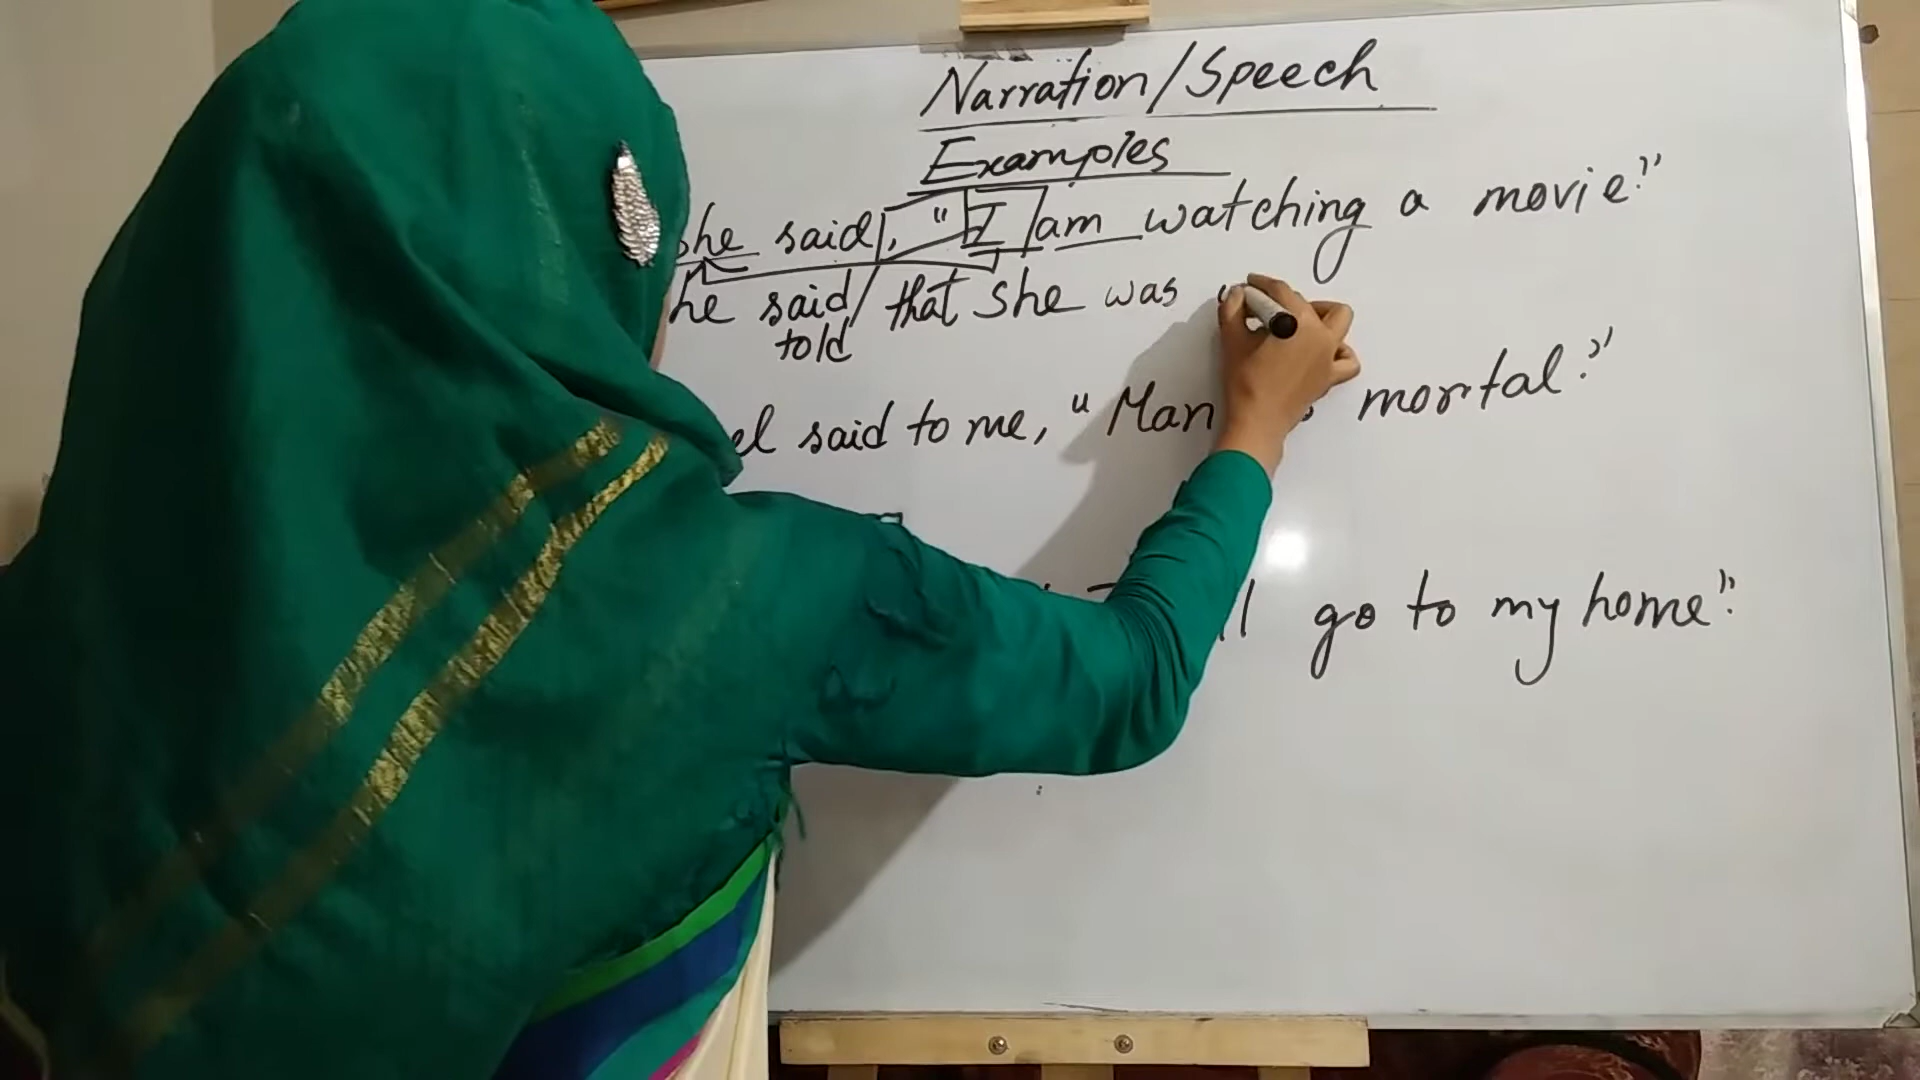 Narration/Speech
Examples
she said, "I am watching a movie."
he said/ that she was
told
said to me, "Man mortal."
go to my home".